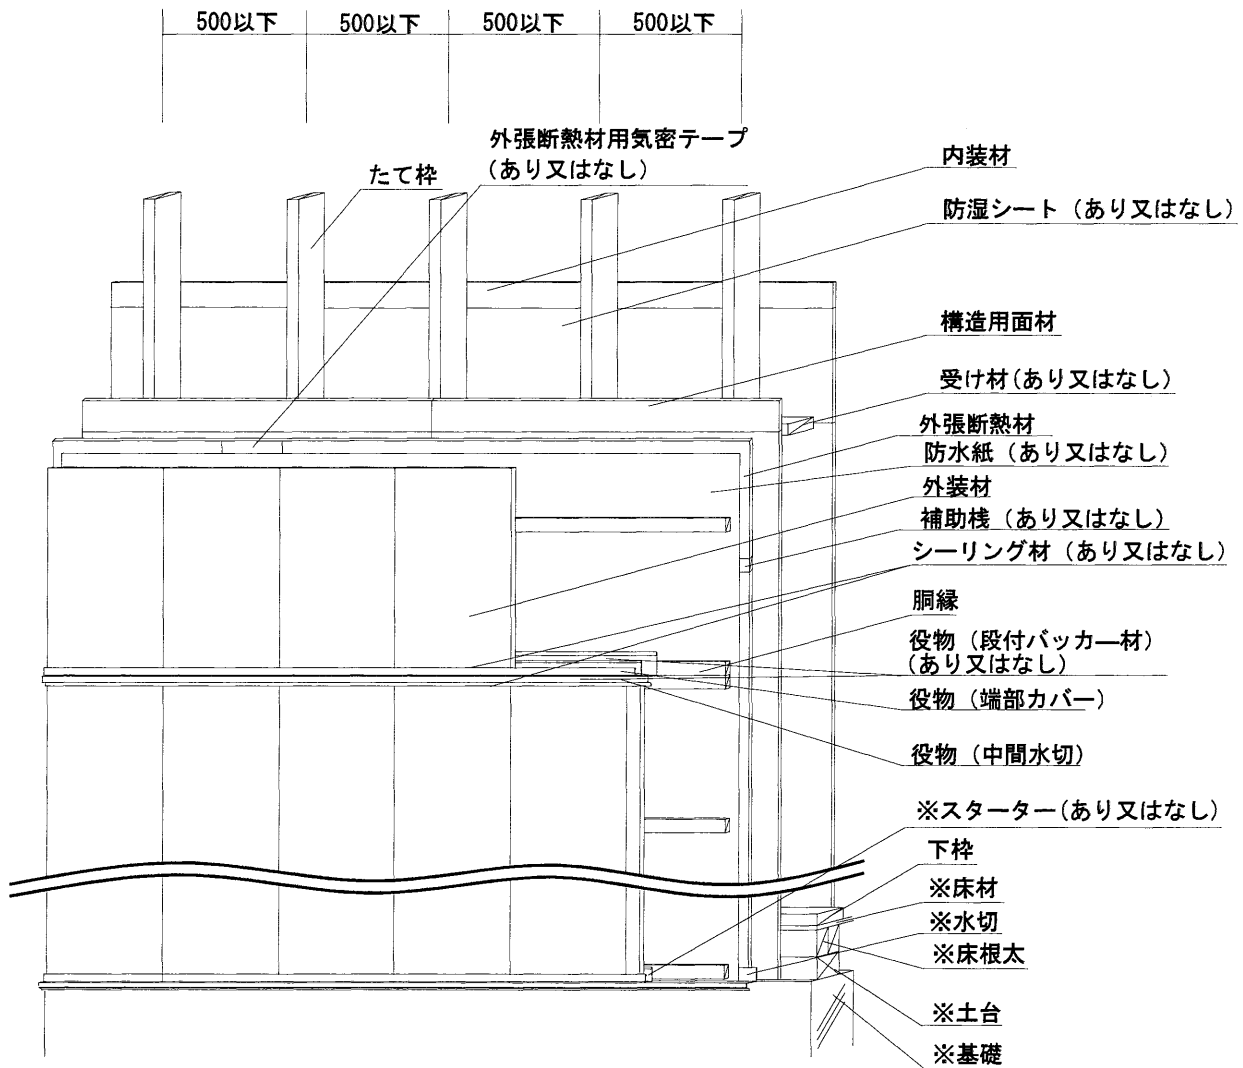 500以下 500以下 500以下 500以下
外張断熱材用気密テープ
(あり又はなし)
たて枠
内装材
防湿シート（あり又はなし）
構造用面材
受け材(あり又はなし)
外張断熱材
防水紙（あり又はなし）
外装材
補助桟（あり又はなし）
シーリング材（あり又はなし）
胴縁
役物（段付バッカー材）
(あり又はなし)
役物（端部カバー）
役物（中間水切）
※スターター(あり又はなし)
下枠
※床材
※水切
※床根太
※土台
※基礎